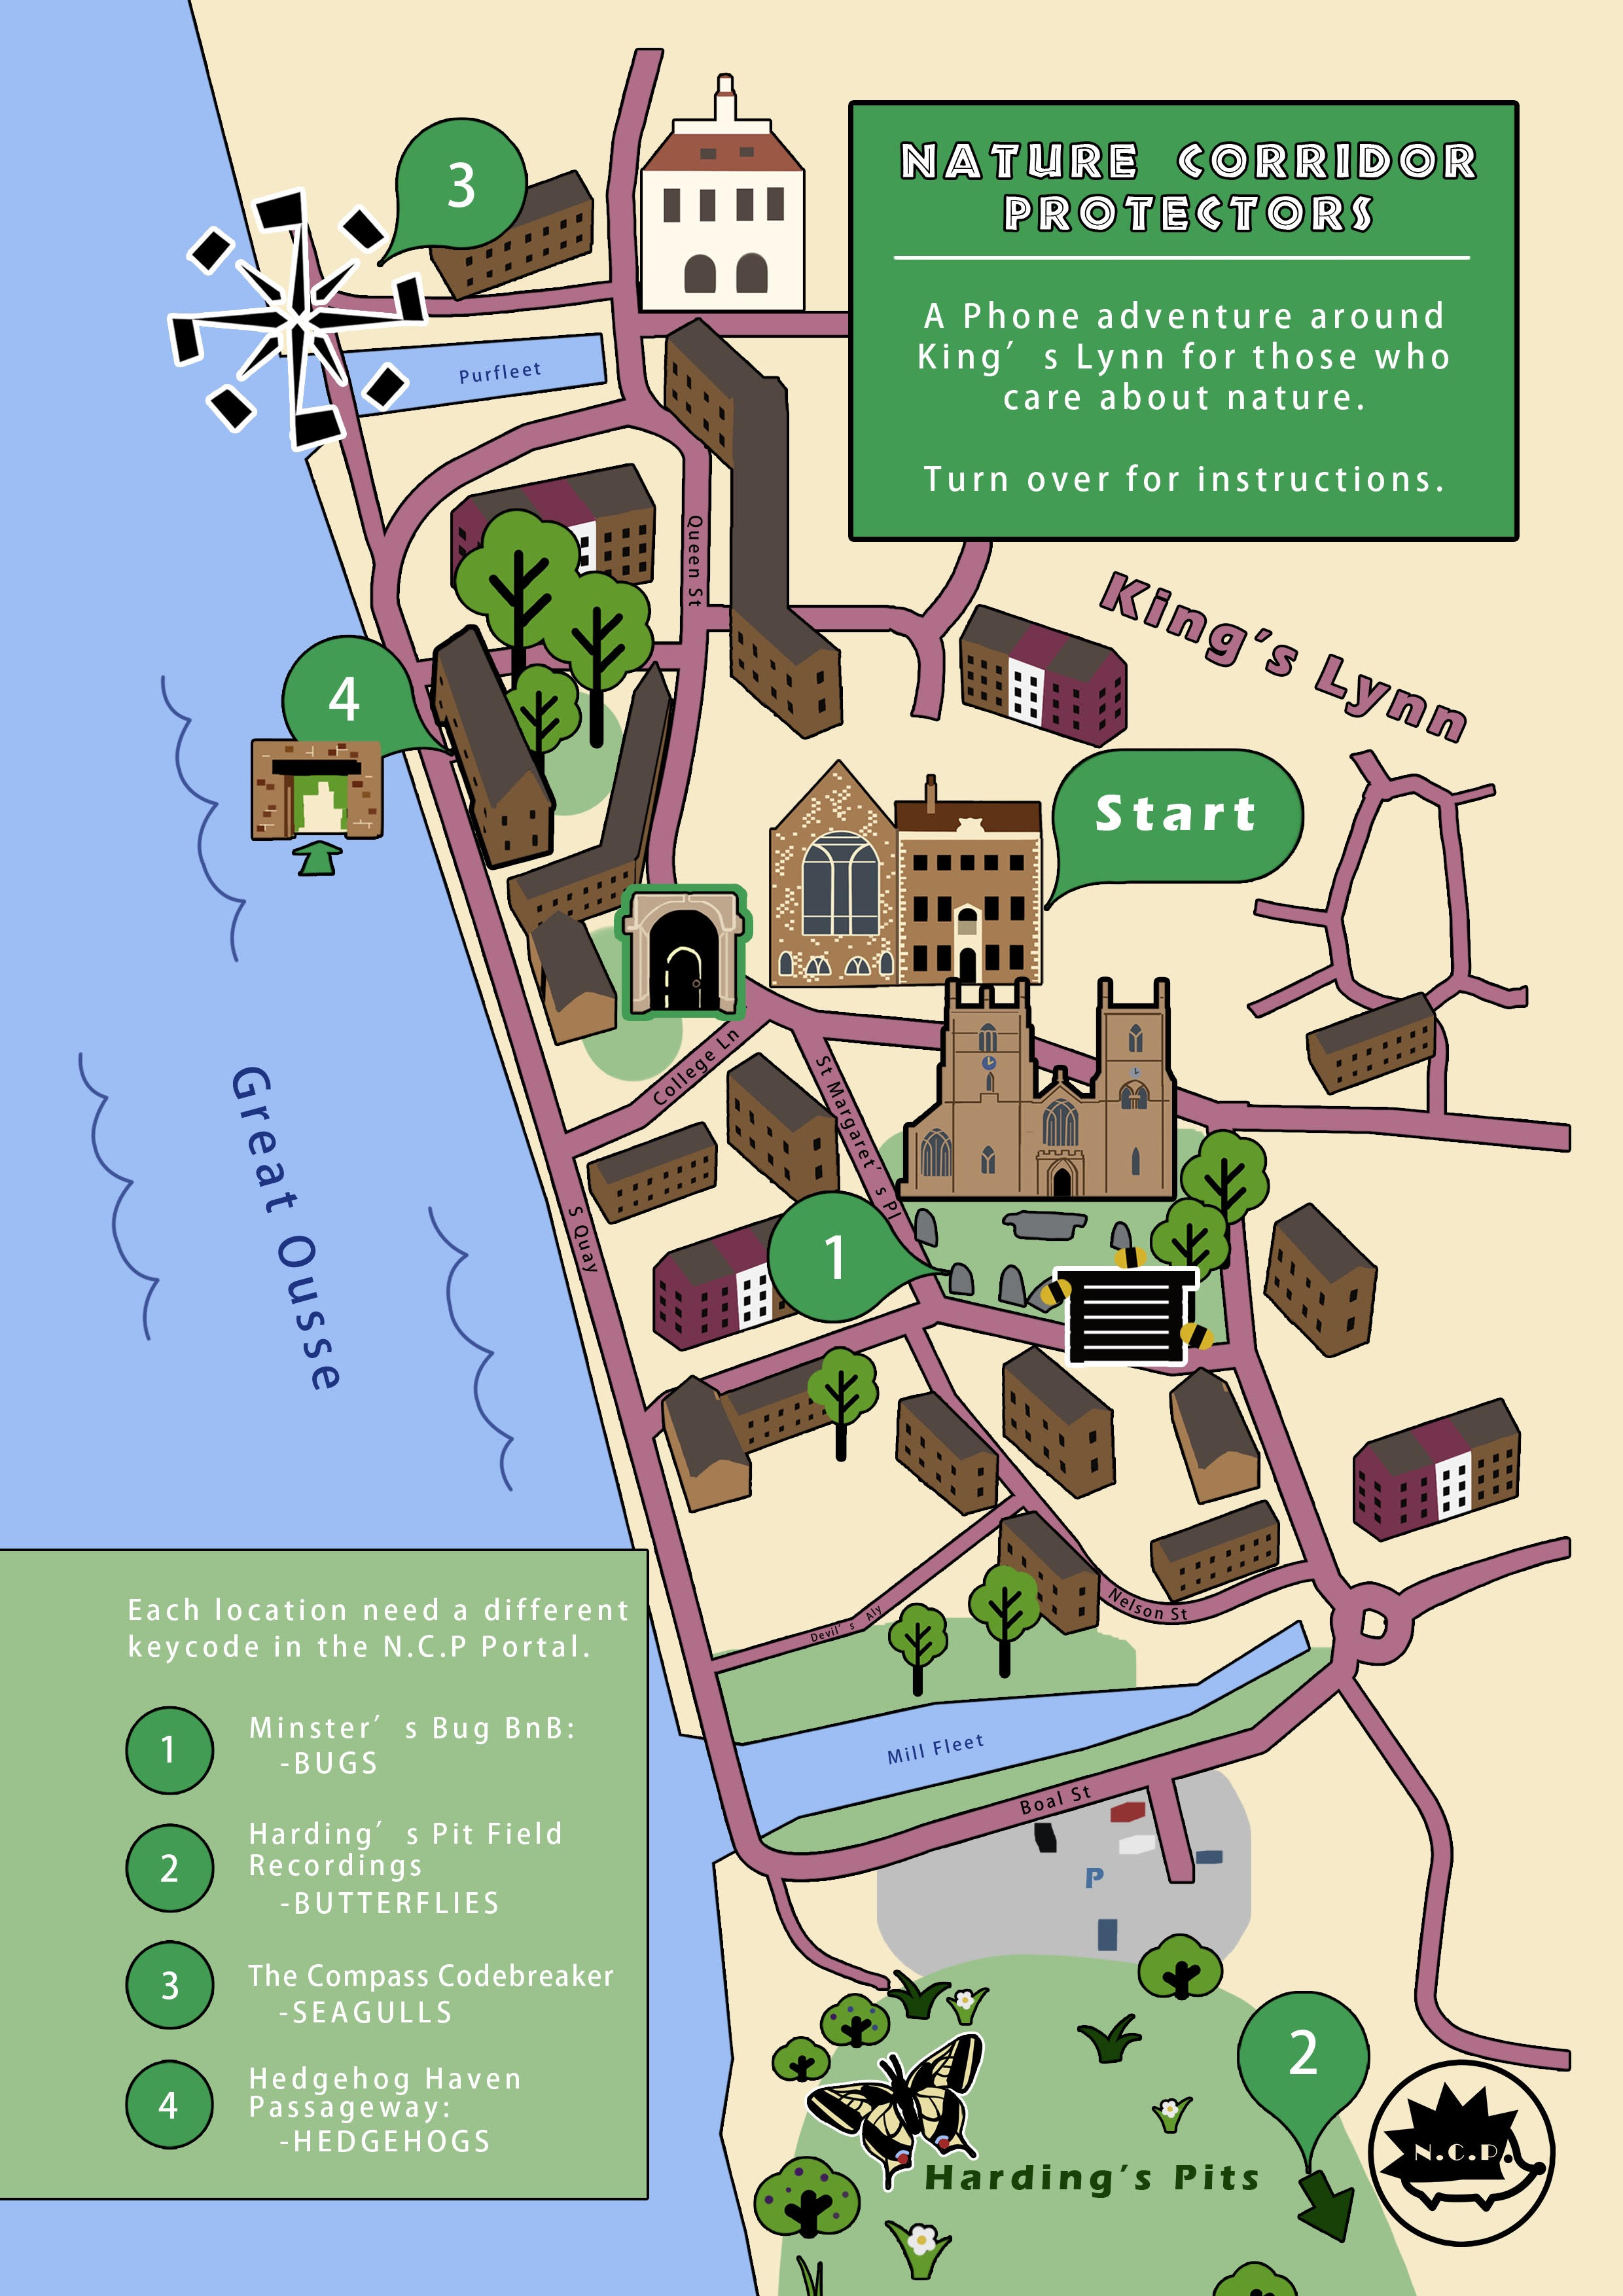 NATURE CORRIDOR
PROTECTORS
A Phone adventure around
King' s Lynn for those who
care about nature.
Turn over for instructions.
3
Purfleet
Queen St
King's Lynn
4
Start
College Ln
St Margaret' s Pl
Great Ousse
S Quay
1
Devil' s Aly
Nelson St
Mill Fleet
Boal St
P
2
Harding's Pits
N.C.P.
Each location need a different
keycode in the N.C.P Portal.
1
Minster' s Bug BnB:
-BUGS
2
Harding' s Pit Field
Recordings
-BUTTERFLIES
3
The Compass Codebreaker
-SEAGULLS
4
Hedgehog Haven
Passageway:
-HEDGEHOGS